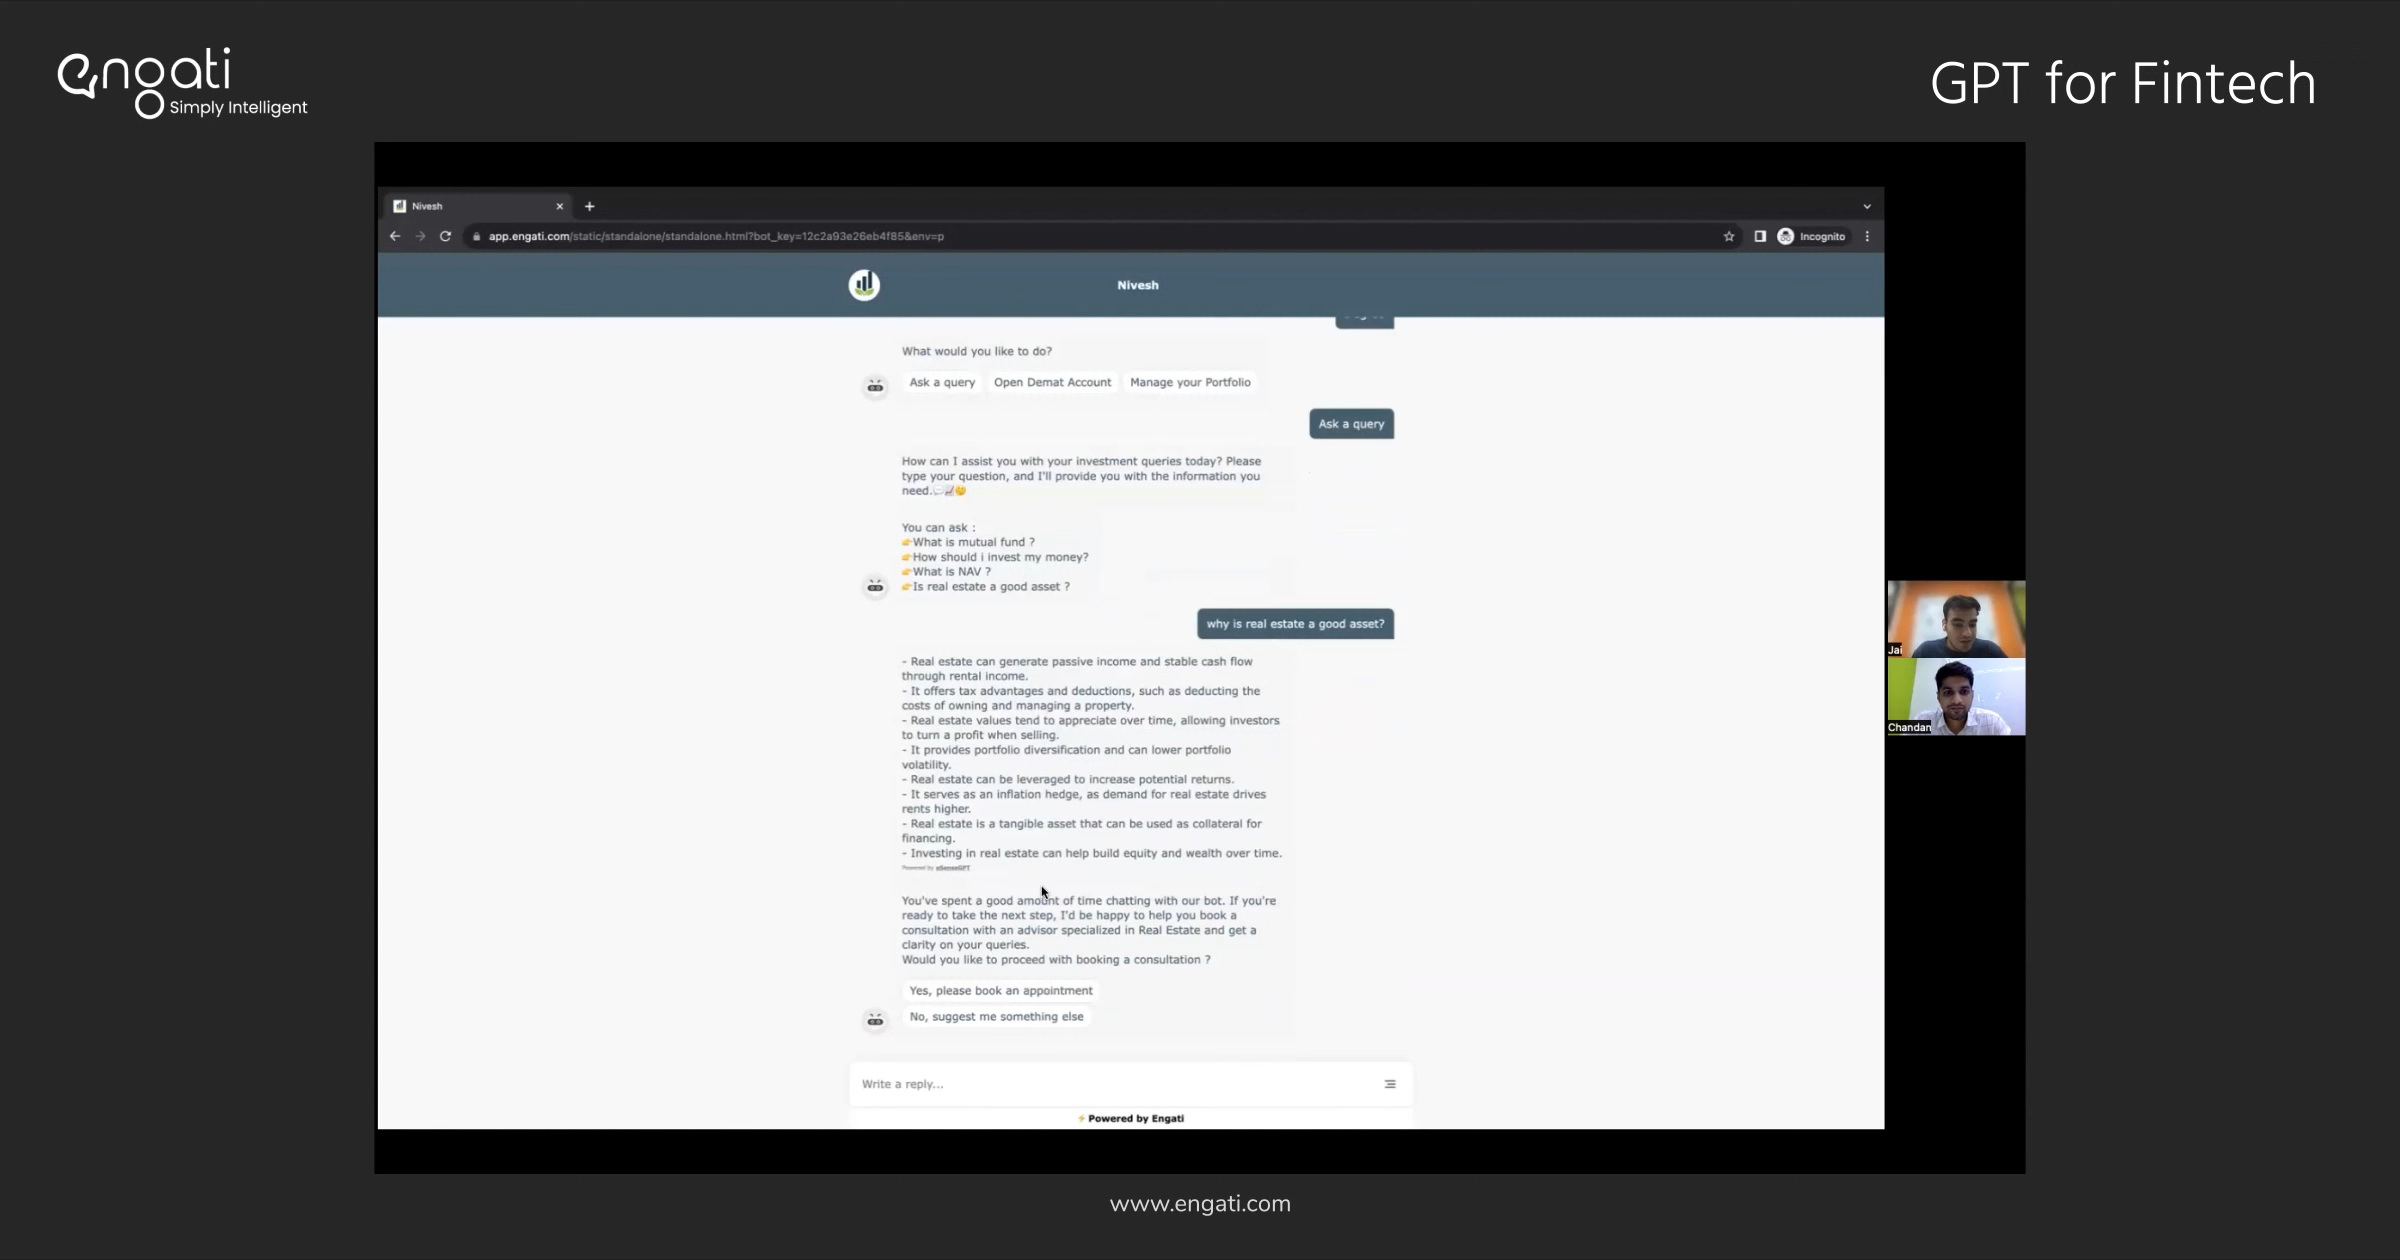 engati
Simply Intelligent
GPT for Fintech
Nivesh
app.engati.com/static/standalone/standalone.html?bot_key=12c2a93e26eb4f85&env=p
Incognito
Nivesh
What would you like to do?
Ask a query
Open Demat Account
Manage your Portfolio
Ask a query
How can I assist you with your investment queries today? Please
type your question, and I'll provide you with the information you
need.💬📈😊
You can ask :
👉What is mutual fund ?
👉How should i invest my money?
👉What is NAV ?
👉Is real estate a good asset ?
why is real estate a good asset?
- Real estate can generate passive income and stable cash flow
through rental income.
- It offers tax advantages and deductions, such as deducting the
costs of owning and managing a property.
- Real estate values tend to appreciate over time, allowing investors
to turn a profit when selling.
- It provides portfolio diversification and can lower portfolio
volatility.
- Real estate can be leveraged to increase potential returns.
- It serves as an inflation hedge, as demand for real estate drives
rents higher.
- Real estate is a tangible asset that can be used as collateral for
financing.
- Investing in real estate can help build equity and wealth over time.
Powered by eSenseGPT
You've spent a good amount of time chatting with our bot. If you're
ready to take the next step, I'd be happy to help you book a
consultation with an advisor specialized in Real Estate and get a
clarity on your queries.
Would you like to proceed with booking a consultation ?
Yes, please book an appointment
No, suggest me something else
Write a reply...
⚡Powered by Engati
Jai
Chandan
www.engati.com